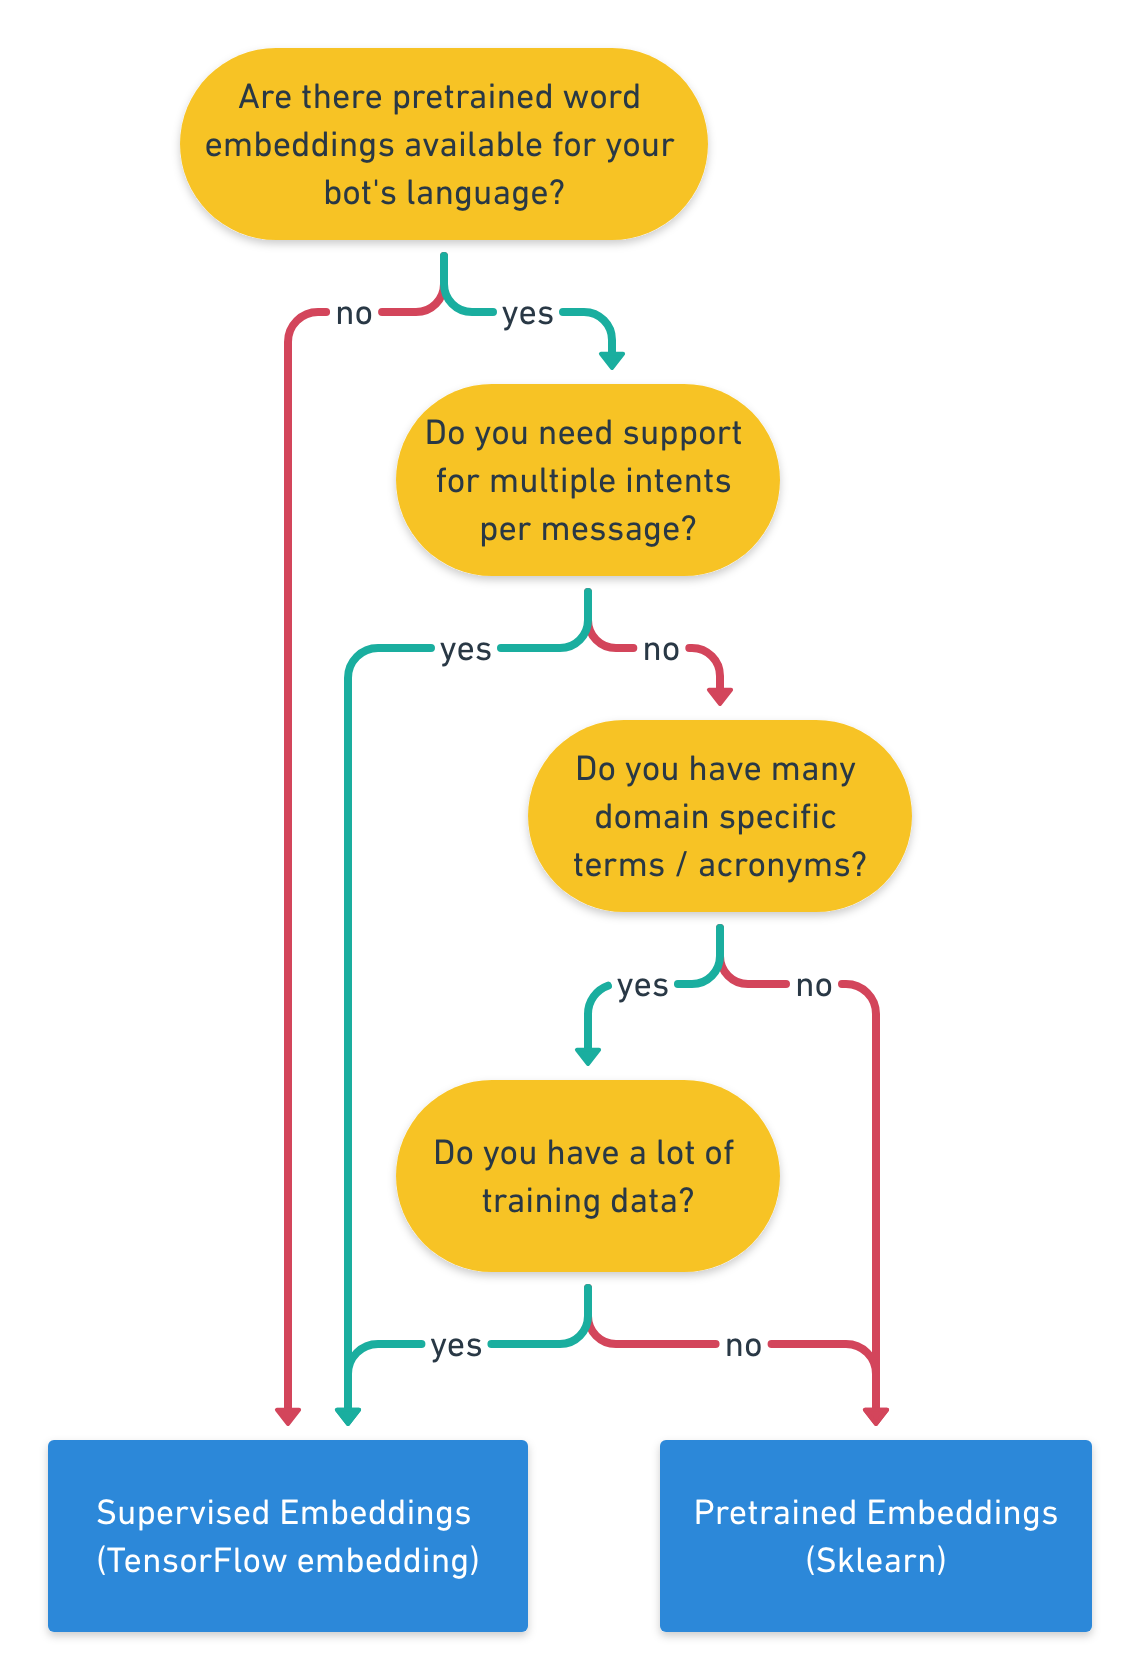 Are there pretrained word
embeddings available for your
bot's language?
no
yes
Do you need support
for multiple intents
per message?
yes
no
Do you have many
domain specific
terms / acronyms?
yes
no
Do you have a lot of
training data?
yes
no
Supervised Embeddings
(TensorFlow embedding)
Pretrained Embeddings
(Sklearn)